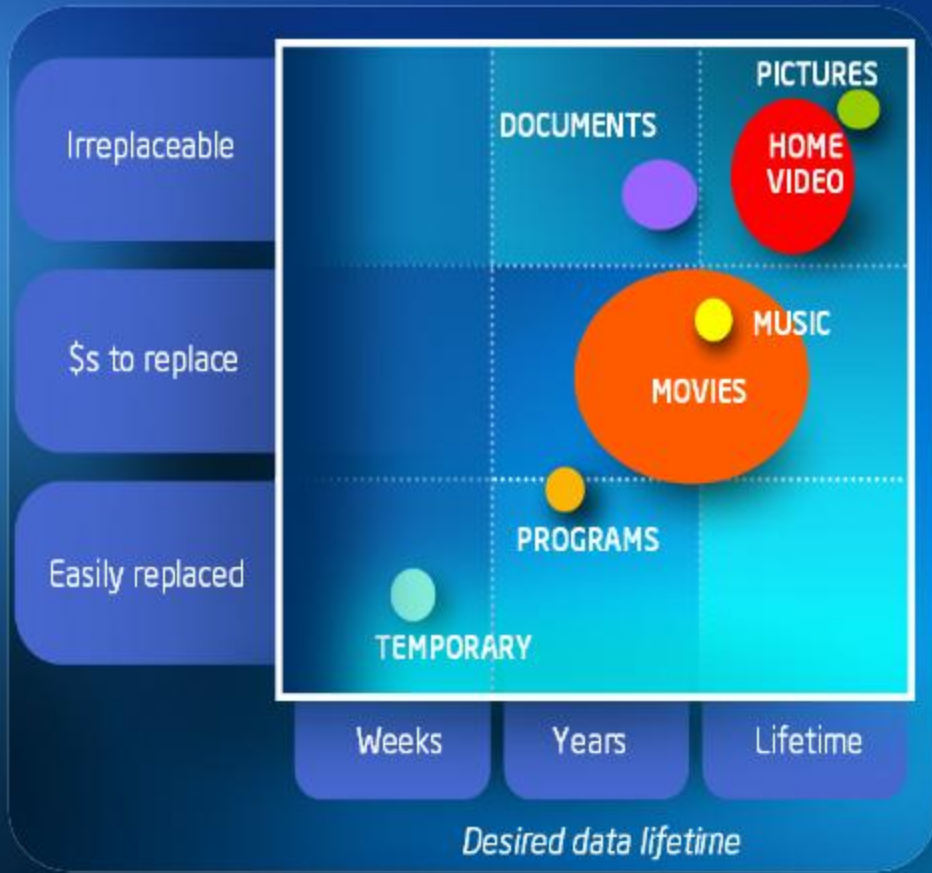 PICTURES
DOCUMENTS
Irreplaceable
HOME
VIDEO
MUSIC
$s to replace
MOVIES
PROGRAMS
Easily replaced
TEMPORARY
Weeks
Years
Lifetime
Desired data lifetime